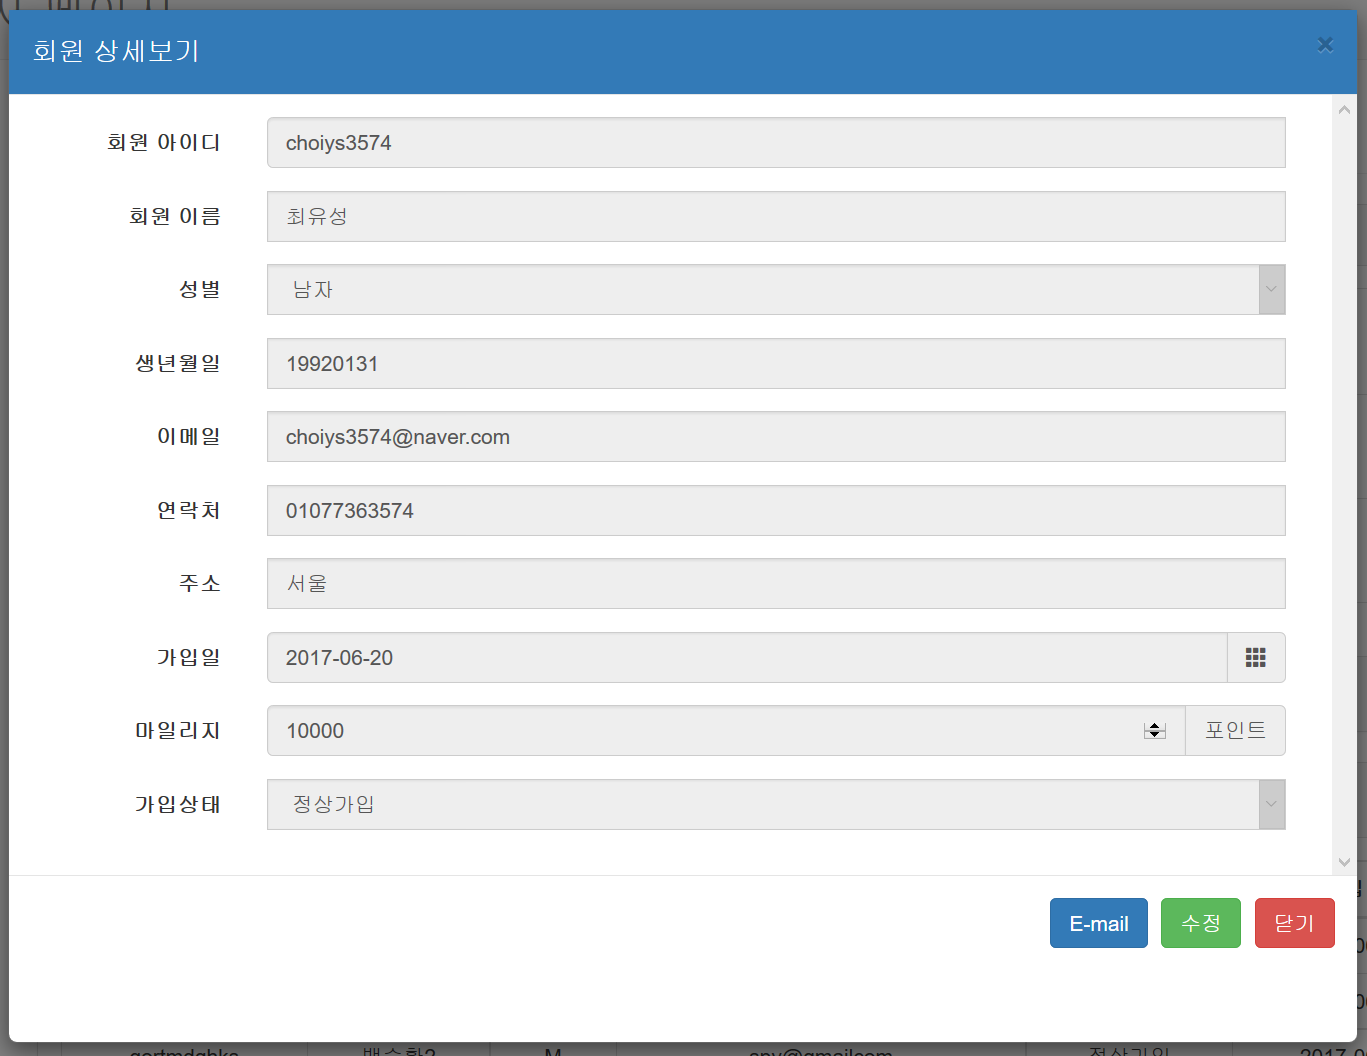 회원 상세보기 ×
회원 아이디 choiys3574
회원 이름 최유성
성별 남자
생년월일 19920131
이메일 choiys3574@naver.com
연락처 01077363574
주소 서울
가입일 2017-06-20
마일리지 10000 포인트
가입상태 정상가입
E-mail 수정 닫기